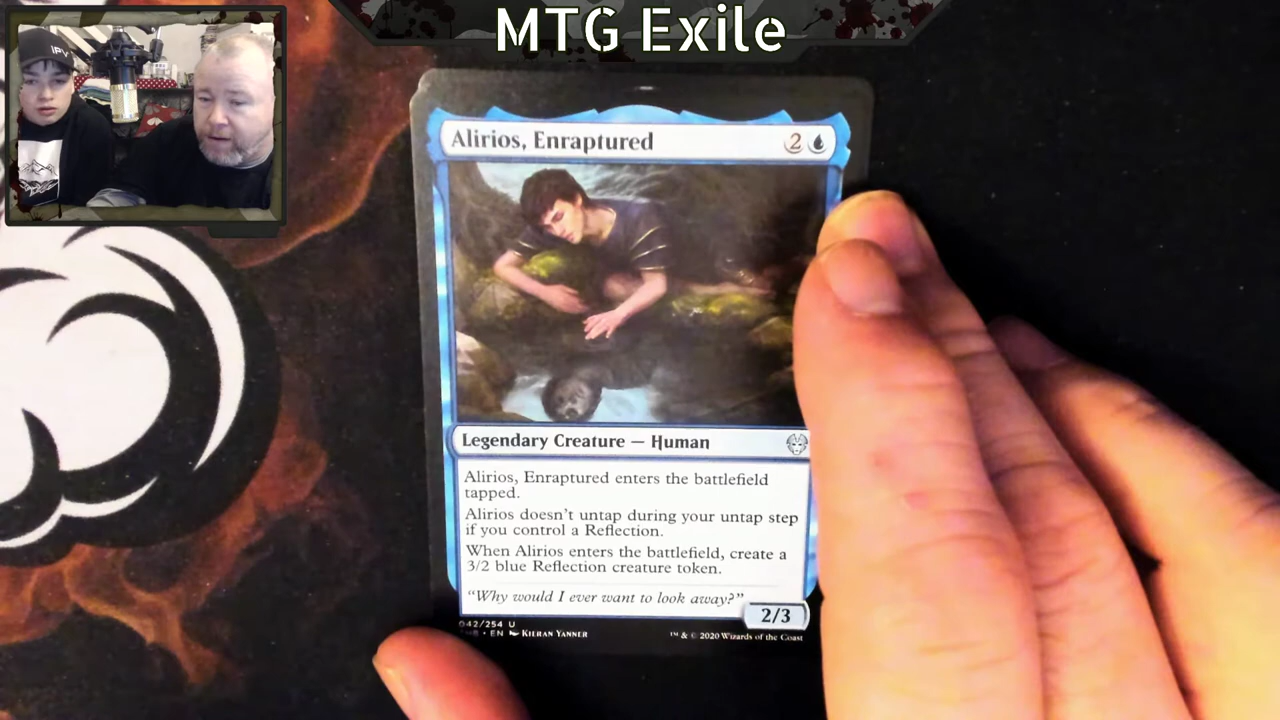 MTG Exile
Alirios, Enraptured
2
Legendary Creature — Human
Alirios, Enraptured enters the battlefield
tapped.
Alirios doesn't untap during your untap step
if you control a Reflection.
When Alirios enters the battlefield, create a
3/2 blue Reflection creature token.
"Why would I ever want to look away?"
2/3
042/254 U
EN KIERAN YANNER
™ & © 2020 Wizards of the Coast